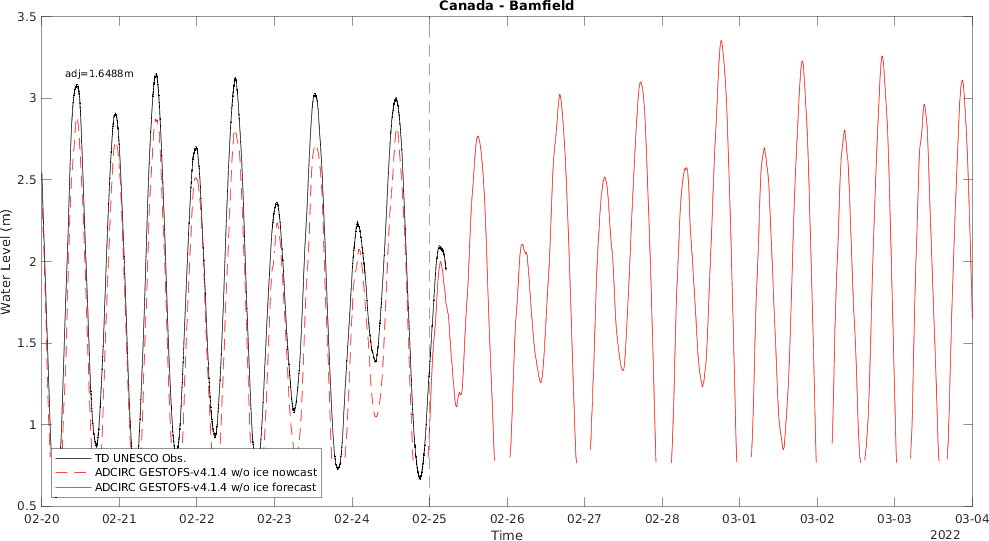 Canada - Bamfield
3.5
adj=1.6488m
3
2.5
2
1.5
1
0.5
Water Level (m)
TD UNESCO Obs.
ADCIRC GESTOFS-v4.1.4 w/o ice nowcast
ADCIRC GESTOFS-v4.1.4 w/o ice forecast
02-20 02-21 02-22 02-23 02-24 02-25 02-26 02-27 02-28 03-01 03-02 03-03 03-04
Time 2022